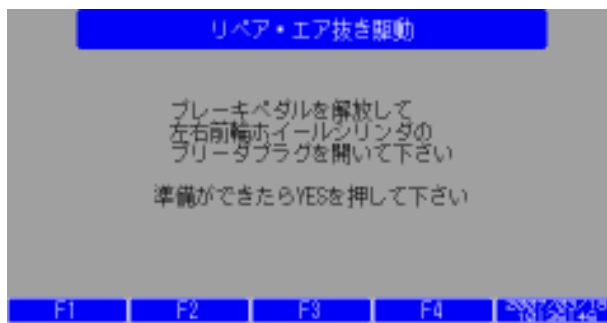 リペア・エア抜き駆動
ブレーキペダルを解放して
左右前輪ホイールシリンダの
ブリーダプラグを開いて下さい
準備ができたらYESを押して下さい
F1
F2
F3
F4